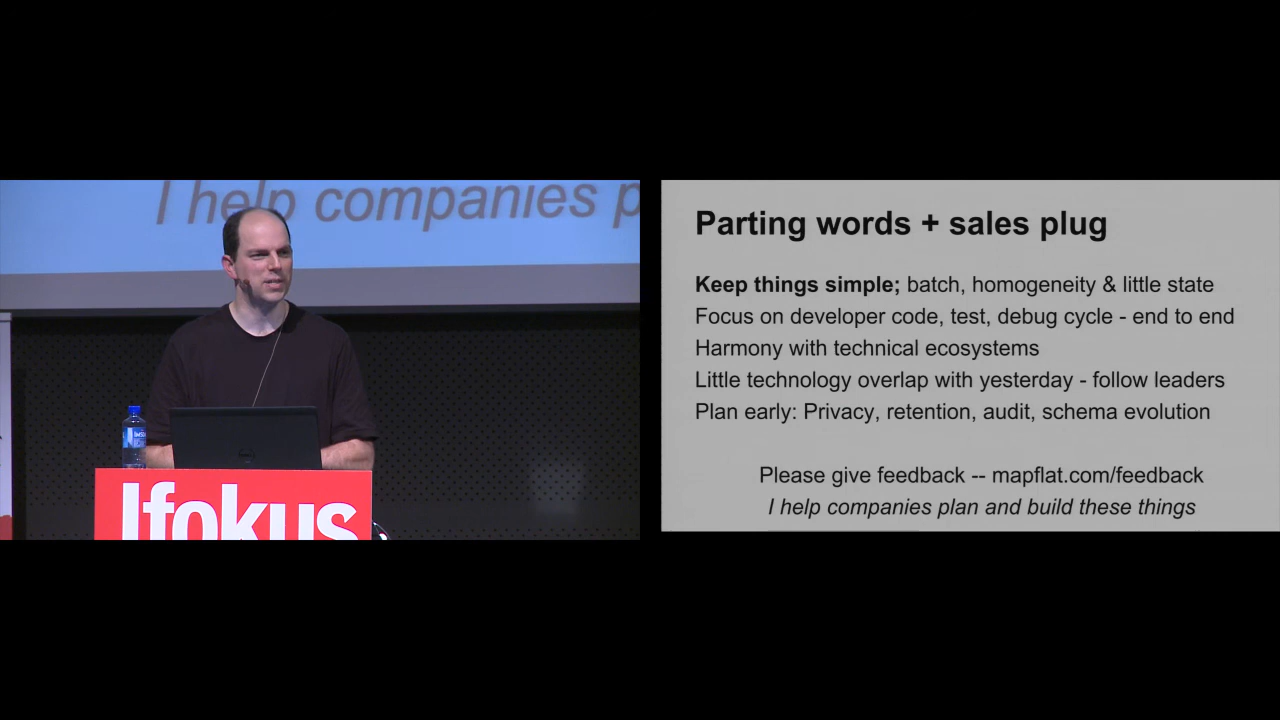 I help companies p
Ifokus
Parting words + sales plug
Keep things simple; batch, homogeneity & little state
Focus on developer code, test, debug cycle - end to end
Harmony with technical ecosystems
Little technology overlap with yesterday - follow leaders
Plan early: Privacy, retention, audit, schema evolution
Please give feedback -- mapflat.com/feedback
I help companies plan and build these things